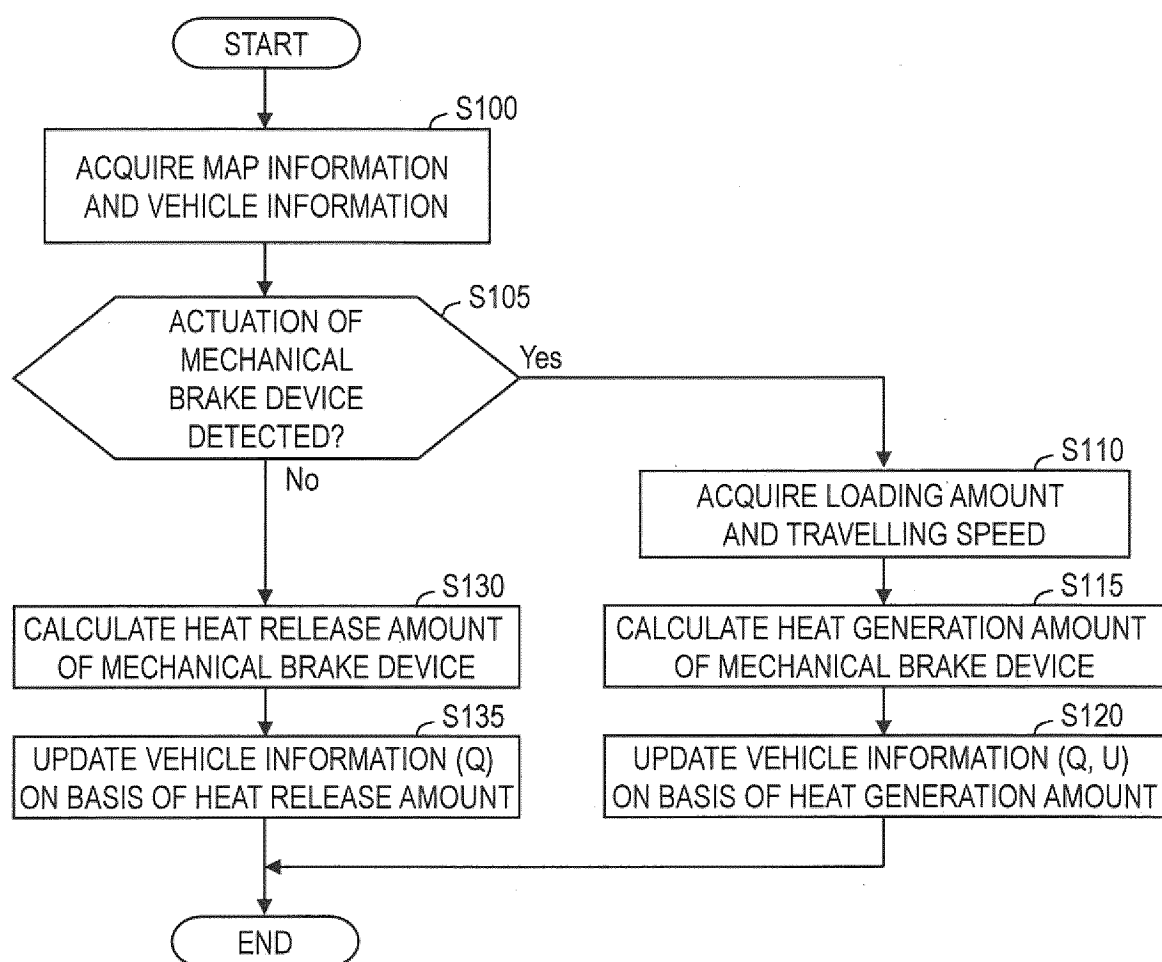 START
S100
ACQUIRE MAP INFORMATION
AND VEHICLE INFORMATION
S105
ACTUATION OF
MECHANICAL
BRAKE DEVICE
DETECTED?
Yes
No
S110
ACQUIRE LOADING AMOUNT
AND TRAVELLING SPEED
S130
CALCULATE HEAT RELEASE AMOUNT
OF MECHANICAL BRAKE DEVICE
S115
CALCULATE HEAT GENERATION AMOUNT
OF MECHANICAL BRAKE DEVICE
S135
UPDATE VEHICLE INFORMATION (Q)
ON BASIS OF HEAT RELEASE AMOUNT
S120
UPDATE VEHICLE INFORMATION (Q, U)
ON BASIS OF HEAT GENERATION AMOUNT
END